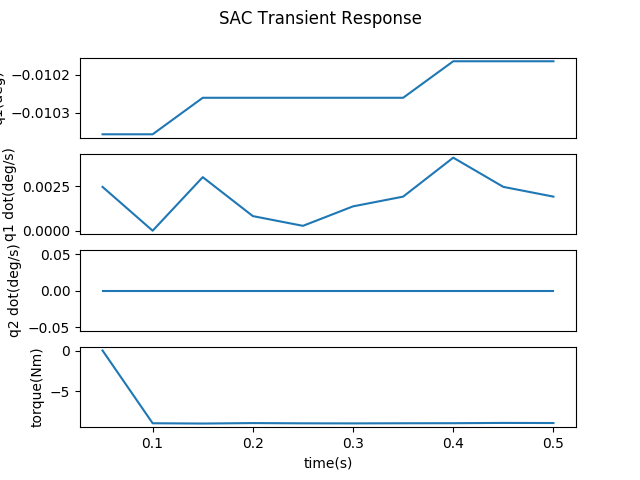 SAC Transient Response
−0.0102
−0.0103
q1 dot(deg/s)
0.0025
0.0000
q2 dot(deg/s)
0.05
0.00
−0.05
torque(Nm)
0
−5
0.1 0.2 0.3 0.4 0.5
time(s)